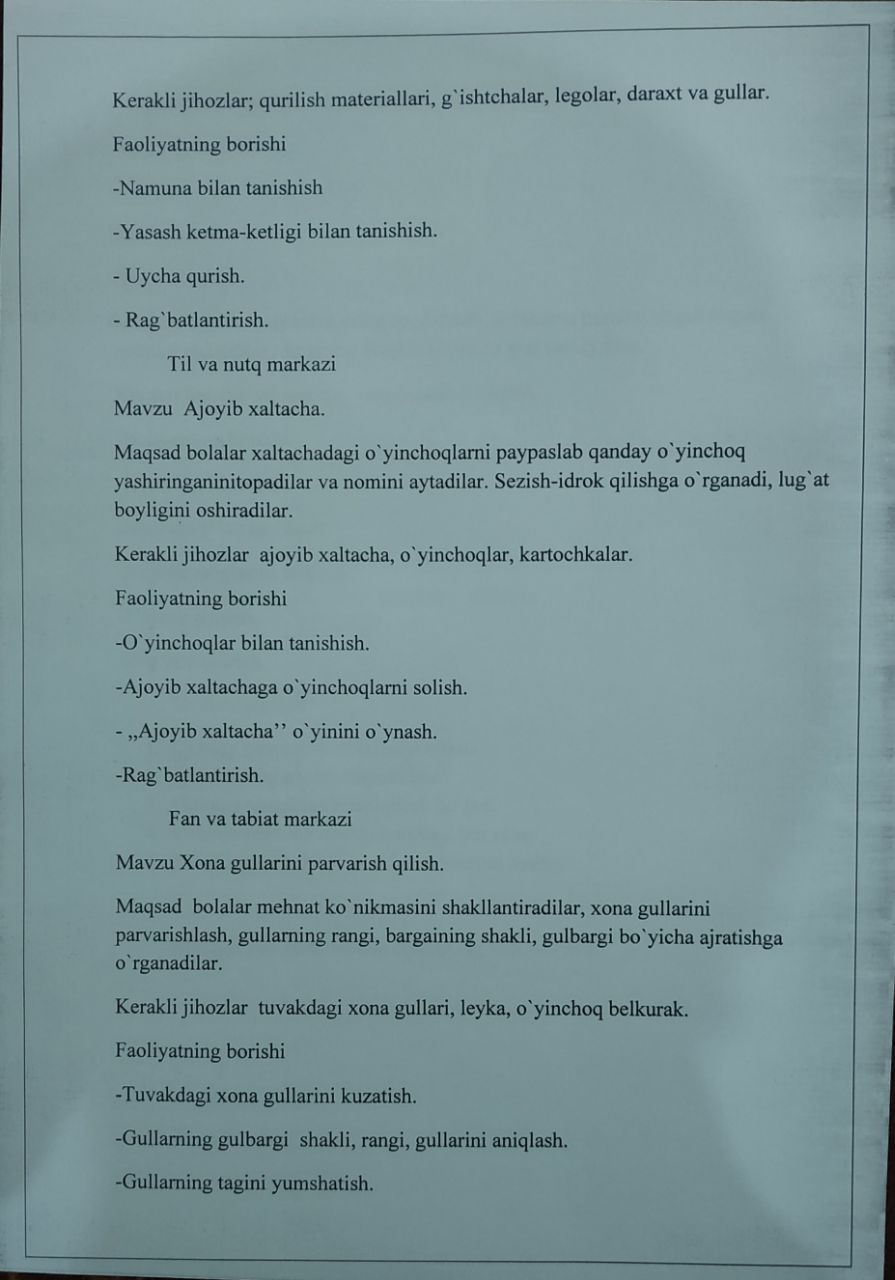 Kerakli jihozlar; qurilish materiallari, g`ishtchalar, legolar, daraxt va gullar.
Faoliyatning borishi
-Namuna bilan tanishish
-Yasash ketma-ketligi bilan tanishish.
- Uycha qurish.
- Rag`batlantirish.
Til va nutq markazi
Mavzu  Ajoyib xaltacha.
Maqsad bolalar xaltachadagi o`yinchoqlarni paypaslab qanday o`yinchoq
yashiringaninitopadilar va nomini aytadilar. Sezish-idrok qilishga o`rganadi, lug`at
boyligini oshiradilar.
Kerakli jihozlar  ajoyib xaltacha, o`yinchoqlar, kartochkalar.
Faoliyatning borishi
-O`yinchoqlar bilan tanishish.
-Ajoyib xaltachaga o`yinchoqlarni solish.
- ,,Ajoyib xaltacha’’ o`yinini o`ynash.
-Rag`batlantirish.
Fan va tabiat markazi
Mavzu Xona gullarini parvarish qilish.
Maqsad  bolalar mehnat ko`nikmasini shakllantiradilar, xona gullarini
parvarishlash, gullarning rangi, bargaining shakli, gulbargi bo`yicha ajratishga
o`rganadilar.
Kerakli jihozlar  tuvakdagi xona gullari, leyka, o`yinchoq belkurak.
Faoliyatning borishi
-Tuvakdagi xona gullarini kuzatish.
-Gullarning gulbargi  shakli, rangi, gullarini aniqlash.
-Gullarning tagini yumshatish.